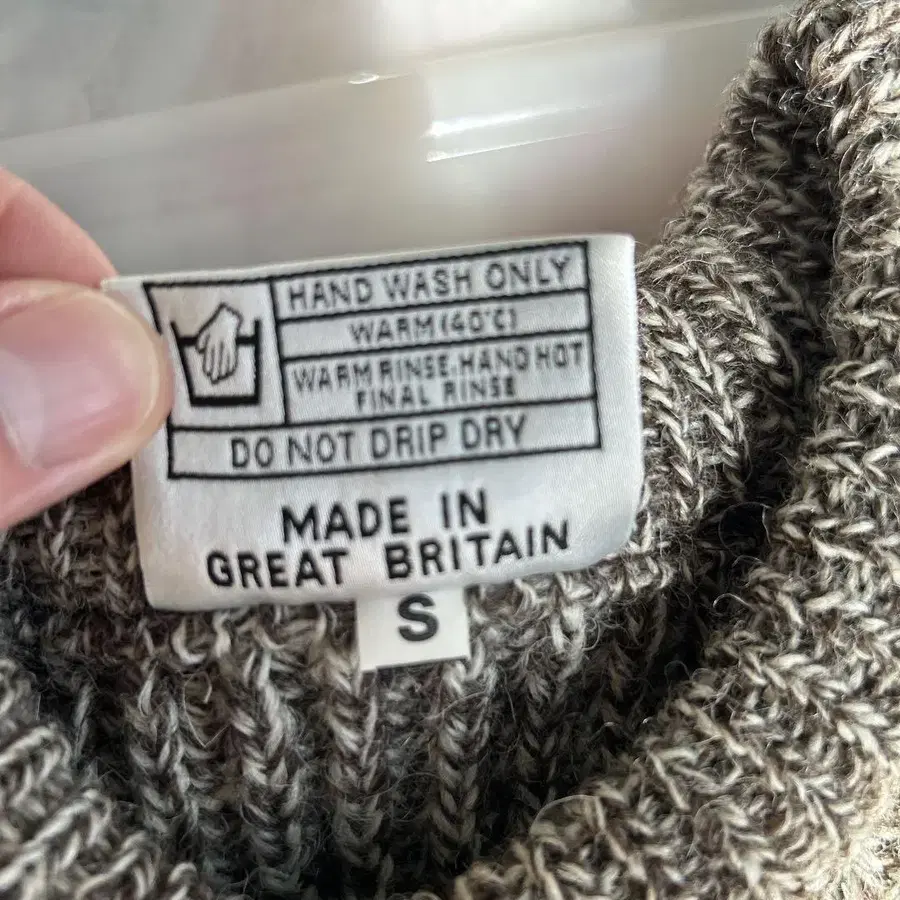 HAND WASH ONLY
WARM (40°C)
WARM RINSE. HAND HOT
FINAL RINSE
DO NOT DRIP DRY
MADE IN
GREAT BRITAIN
S